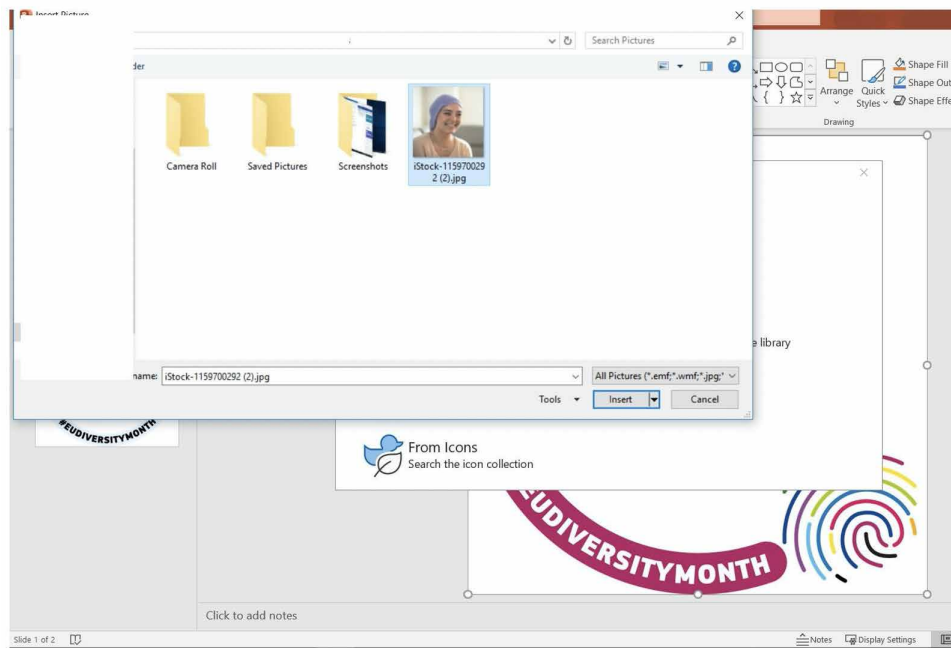 Insert Picture
Search Pictures
der
Camera Roll
Saved Pictures
Screenshots
iStock-115970029
2 (2).jpg
name:
iStock-1159700292 (2).jpg
All Pictures (*.emf;*.wmf;*.jpg;*
Tools
Insert
Cancel
Arrange
Quick
Styles
Shape Fill
Shape Out
Shape Effe
Drawing
e library
From Icons
Search the icon collection
#EUDIVERSITYMONTH
EUDIVERSITYMONTH
Click to add notes
Slide 1 of 2
Notes
Display Settings